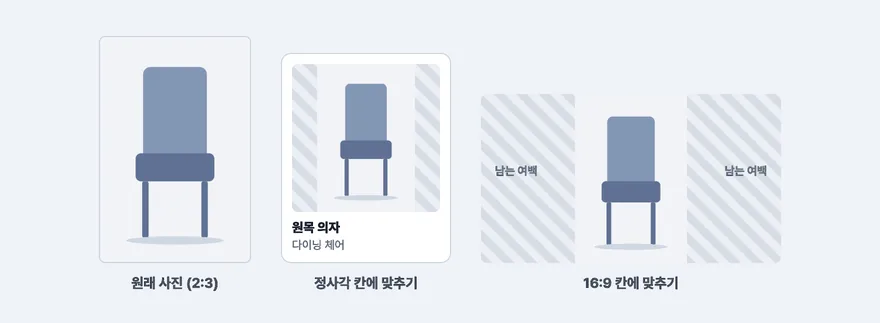 원목 의자
다이닝 체어
남는 여백
남는 여백
원래 사진 (2:3)
정사각 칸에 맞추기
16:9 칸에 맞추기